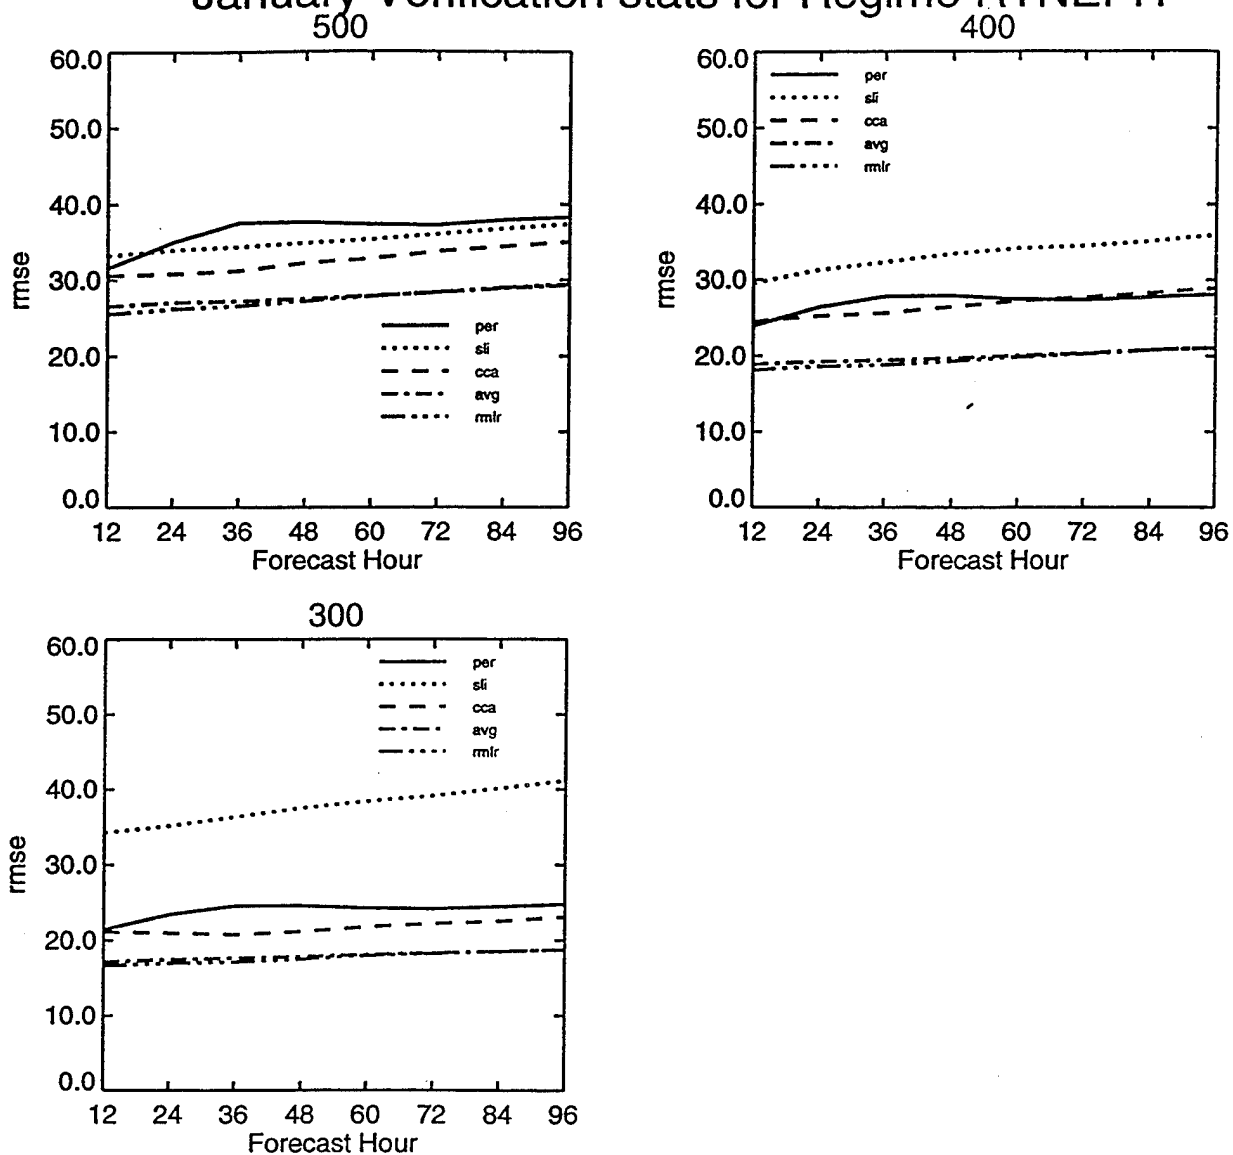 January Verification stats for Regime RTNEPH
500
60.0
50.0
40.0
30.0
20.0
10.0
0.0
rmse
per
sli
cca
avg
rmlr
12 24 36 48 60 72 84 96
Forecast Hour
400
60.0
50.0
40.0
30.0
20.0
10.0
0.0
rmse
per
sli
cca
avg
rmlr
12 24 36 48 60 72 84 96
Forecast Hour
300
60.0
50.0
40.0
30.0
20.0
10.0
0.0
rmse
per
sli
cca
avg
rmlr
12 24 36 48 60 72 84 96
Forecast Hour